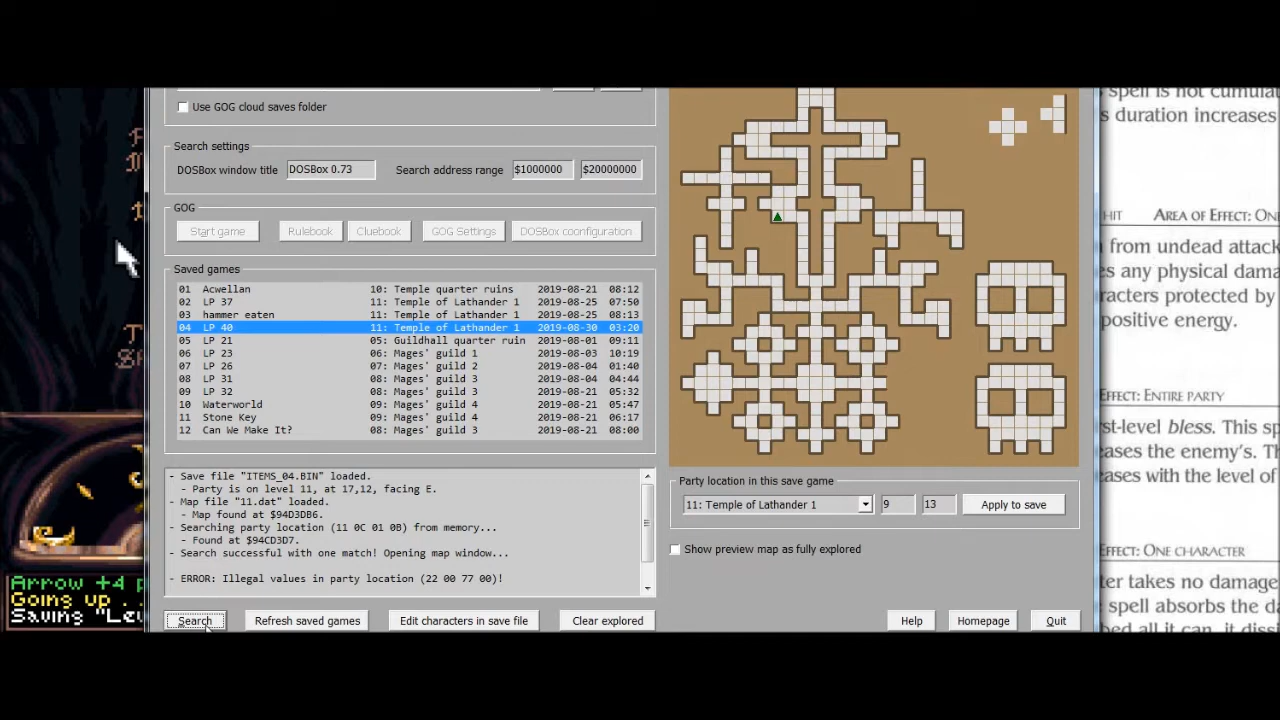 Use GOG cloud saves folder
Search settings
DOSBox window title DOSBox 0.73 Search address range $1000000 $20000000
GOG
Start game Rulebook Cluebook GOG Settings DOSBox coonfiguration
Saved games
01 Acwellan 10: Temple quarter ruins 2019-08-21 08:12
02 LP 37 11: Temple of Lathander 1 2019-08-25 07:50
03 hammer eaten 11: Temple of Lathander 1 2019-08-25 08:13
04 LP 40 11: Temple of Lathander 1 2019-08-30 03:20
05 LP 21 05: Guildhall quarter ruin 2019-08-01 09:11
06 LP 23 06: Mages' guild 1 2019-08-03 10:19
07 LP 26 07: Mages' guild 2 2019-08-04 01:40
08 LP 31 08: Mages' guild 3 2019-08-04 04:44
09 LP 32 08: Mages' guild 3 2019-08-21 05:32
10 Waterworld 09: Mages' guild 4 2019-08-21 05:47
11 Stone Key 09: Mages' guild 4 2019-08-21 06:17
12 Can We Make It? 08: Mages' guild 3 2019-08-21 08:00
- Save file "ITEMS_04.BIN" loaded.
- Party is on level 11, at 17,12, facing E.
- Map file "11.dat" loaded.
- Map found at $94D3DB6.
- Searching party location (11 0C 01 0B) from memory...
- Found at $94CD3D7.
- Search successful with one match! Opening map window...
- ERROR: Illegal values in party location (22 00 77 00)!
Search Refresh saved games Edit characters in save file Clear explored
Party location in this save game
11: Temple of Lathander 1 9 13 Apply to save
Show preview map as fully explored
Help Homepage Quit
Arrow +4 p
Going up . .
Saving "Lev
spell is not cumulat
s duration increases
HIT AREA OF EFFECT: ON
from undead attack
es any physical dama
racters protected by
positive energy.
EFFECT: ENTIRE PARTY
rst-level bless. This sp
eases the enemy's. Th
eases with the level of
EFFECT: ONE CHARACTER
ter takes no damage
spell absorbs the da
bed all it can, it dissi